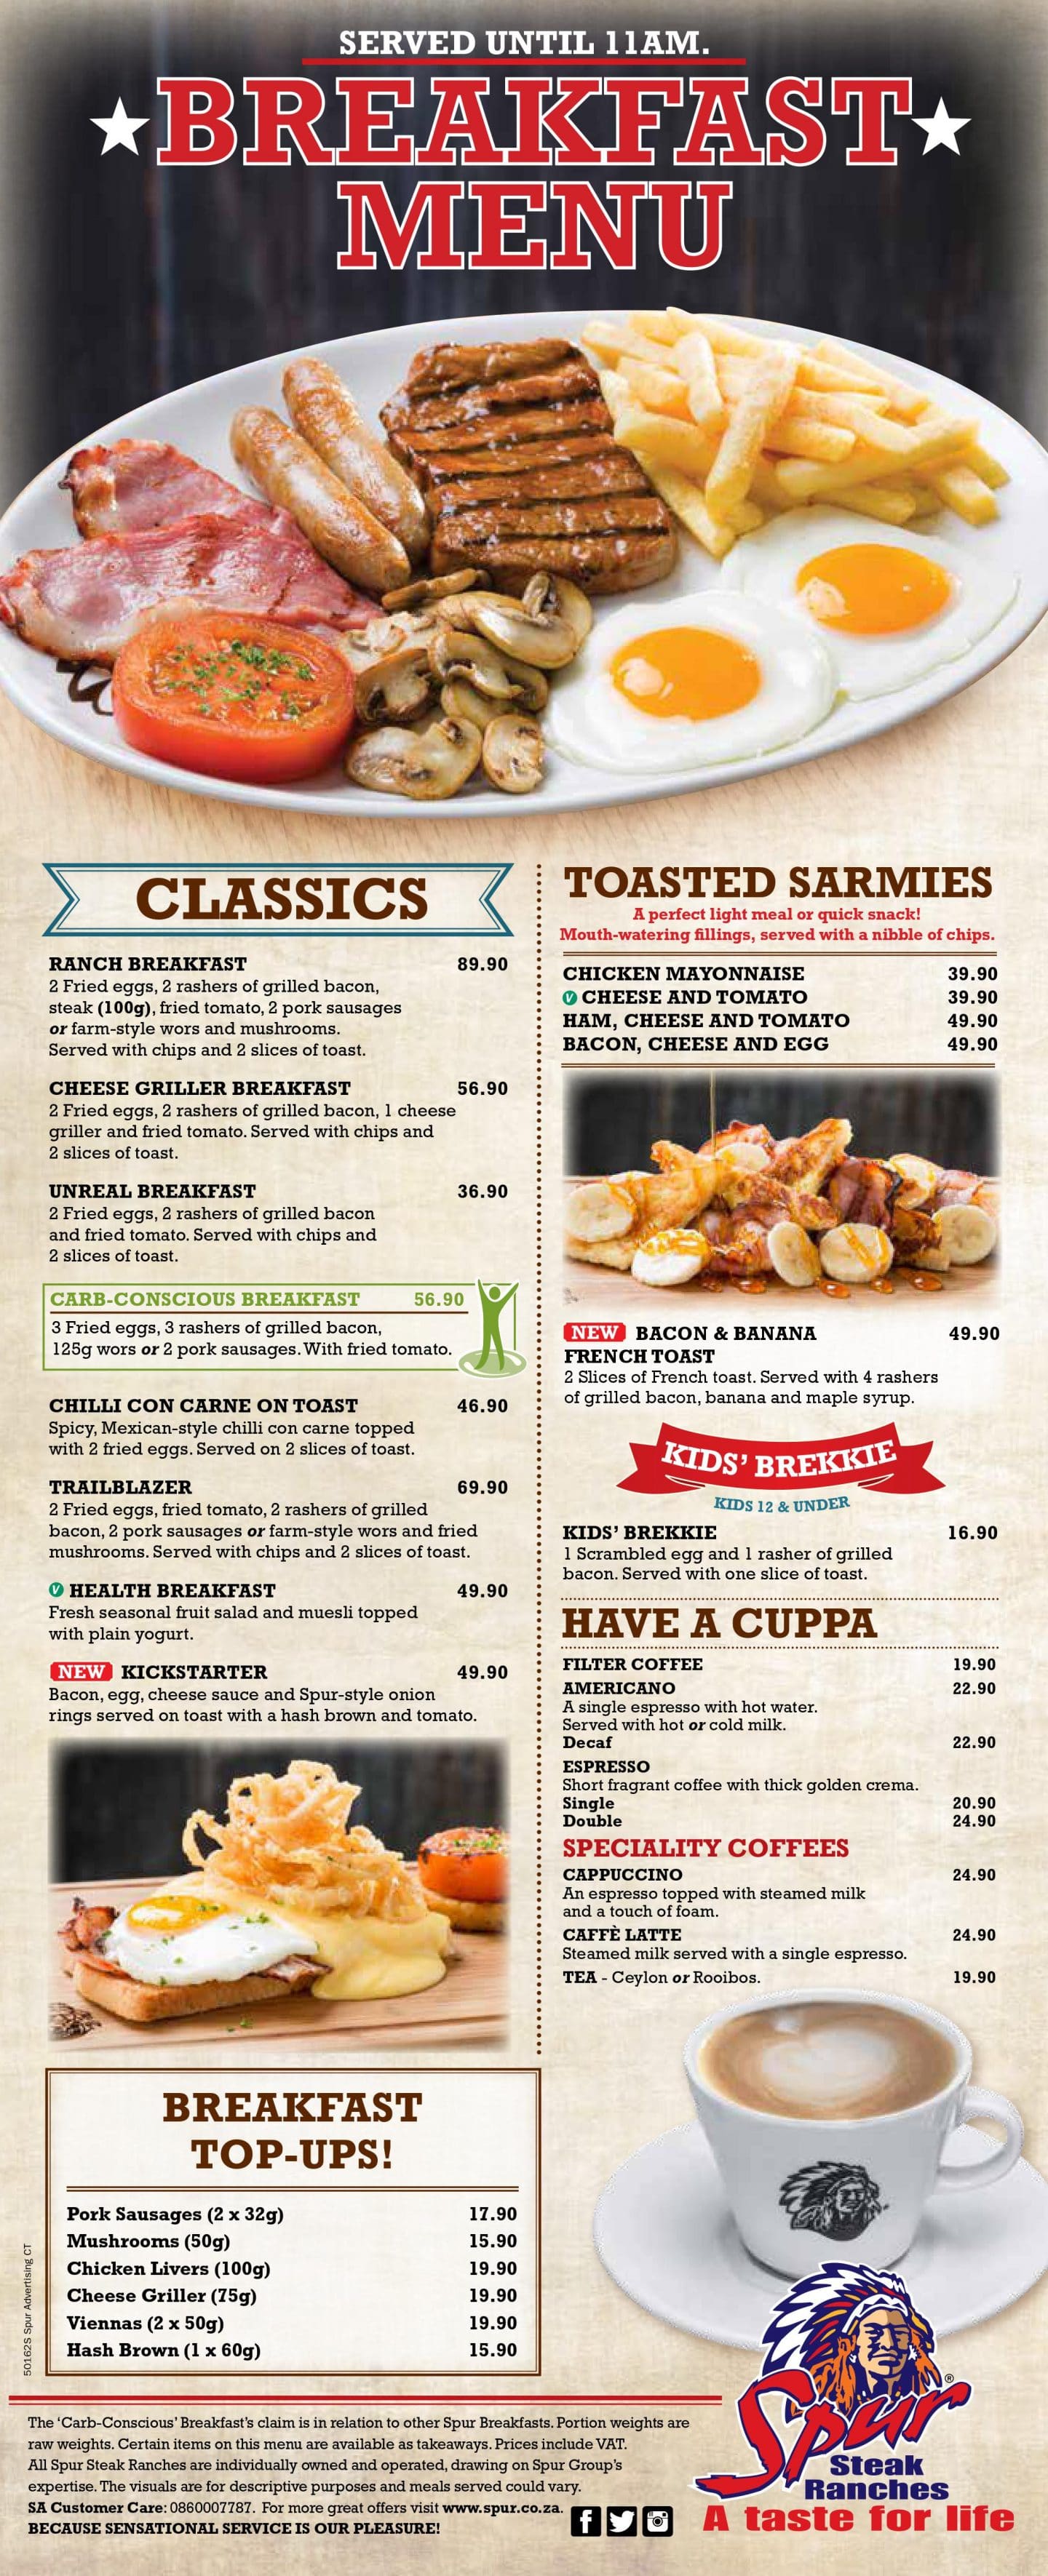 SERVED UNTIL 11AM.
BREAKFAST
MENU
CLASSICS
RANCH BREAKFAST 89.90
2 Fried eggs, 2 rashers of grilled bacon,
steak (100g), fried tomato, 2 pork sausages
or farm-style wors and mushrooms.
Served with chips and 2 slices of toast.
CHEESE GRILLER BREAKFAST 56.90
2 Fried eggs, 2 rashers of grilled bacon, 1 cheese
griller and fried tomato. Served with chips and
2 slices of toast.
UNREAL BREAKFAST 36.90
2 Fried eggs, 2 rashers of grilled bacon
and fried tomato. Served with chips and
2 slices of toast.
CARB-CONSCIOUS BREAKFAST 56.90
3 Fried eggs, 3 rashers of grilled bacon,
125g wors or 2 pork sausages. With fried tomato.
CHILLI CON CARNE ON TOAST 46.90
Spicy, Mexican-style chilli con carne topped
with 2 fried eggs. Served on 2 slices of toast.
TRAILBLAZER 69.90
2 Fried eggs, fried tomato, 2 rashers of grilled
bacon, 2 pork sausages or farm-style wors and fried
mushrooms. Served with chips and 2 slices of toast.
V HEALTH BREAKFAST 49.90
Fresh seasonal fruit salad and muesli topped
with plain yogurt.
NEW KICKSTARTER 49.90
Bacon, egg, cheese sauce and Spur-style onion
rings served on toast with a hash brown and tomato.
BREAKFAST
TOP-UPS!
Pork Sausages (2 x 32g) 17.90
Mushrooms (50g) 15.90
Chicken Livers (100g) 19.90
Cheese Griller (75g) 19.90
Viennas (2 x 50g) 19.90
Hash Brown (1 x 60g) 15.90
TOASTED SARMIES
A perfect light meal or quick snack!
Mouth-watering fillings, served with a nibble of chips.
CHICKEN MAYONNAISE 39.90
V CHEESE AND TOMATO 39.90
HAM, CHEESE AND TOMATO 49.90
BACON, CHEESE AND EGG 49.90
NEW BACON & BANANA 49.90
FRENCH TOAST
2 Slices of French toast. Served with 4 rashers
of grilled bacon, banana and maple syrup.
KIDS' BREKKIE
KIDS 12 & UNDER
KIDS' BREKKIE 16.90
1 Scrambled egg and 1 rasher of grilled
bacon. Served with one slice of toast.
HAVE A CUPPA
FILTER COFFEE 19.90
AMERICANO 22.90
A single espresso with hot water.
Served with hot or cold milk.
Decaf 22.90
ESPRESSO
Short fragrant coffee with thick golden crema.
Single 20.90
Double 24.90
SPECIALITY COFFEES
CAPPUCCINO 24.90
An espresso topped with steamed milk
and a touch of foam.
CAFFÈ LATTE 24.90
Steamed milk served with a single espresso.
TEA - Ceylon or Rooibos. 19.90
50162S Spur Advertising CT
The 'Carb-Conscious' Breakfast's claim is in relation to other Spur Breakfasts. Portion weights are
raw weights. Certain items on this menu are available as takeaways. Prices include VAT.
All Spur Steak Ranches are individually owned and operated, drawing on Spur Group's
expertise. The visuals are for descriptive purposes and meals served could vary.
SA Customer Care: 0860007787. For more great offers visit www.spur.co.za.
BECAUSE SENSATIONAL SERVICE IS OUR PLEASURE!
Spur®
Steak
Ranches
A taste for life